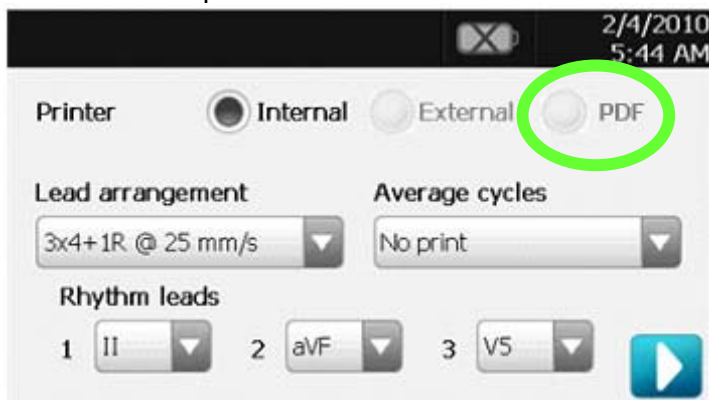 2/4/2010
5:44 AM
Printer Internal External PDF
Lead arrangement Average cycles
3x4+1R @ 25 mm/s No print
Rhythm leads
1 II 2 aVF 3 V5